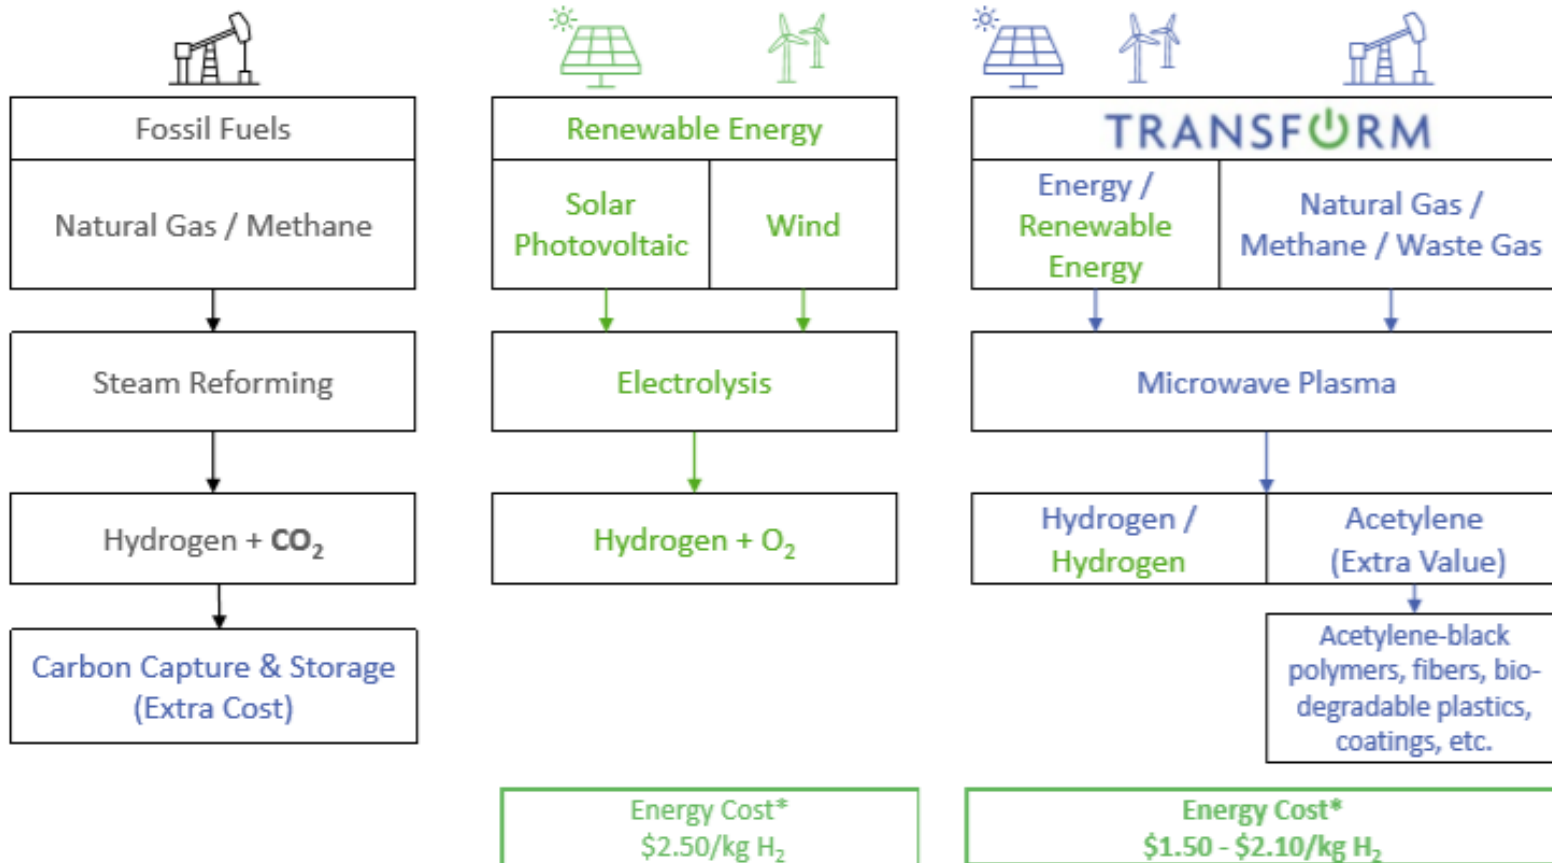 Fossil Fuels
Natural Gas / Methane
Steam Reforming
Hydrogen + CO₂
Carbon Capture & Storage
(Extra Cost)
Renewable Energy
Solar
Photovoltaic
Wind
Electrolysis
Hydrogen + O₂
Energy Cost*
$2.50/kg H₂
TRANSFORM
Energy /
Renewable
Energy
Natural Gas /
Methane / Waste Gas
Microwave Plasma
Hydrogen /
Hydrogen
Acetylene
(Extra Value)
Acetylene-black
polymers, fibers, bio-
degradable plastics,
coatings, etc.
Energy Cost*
$1.50 - $2.10/kg H₂